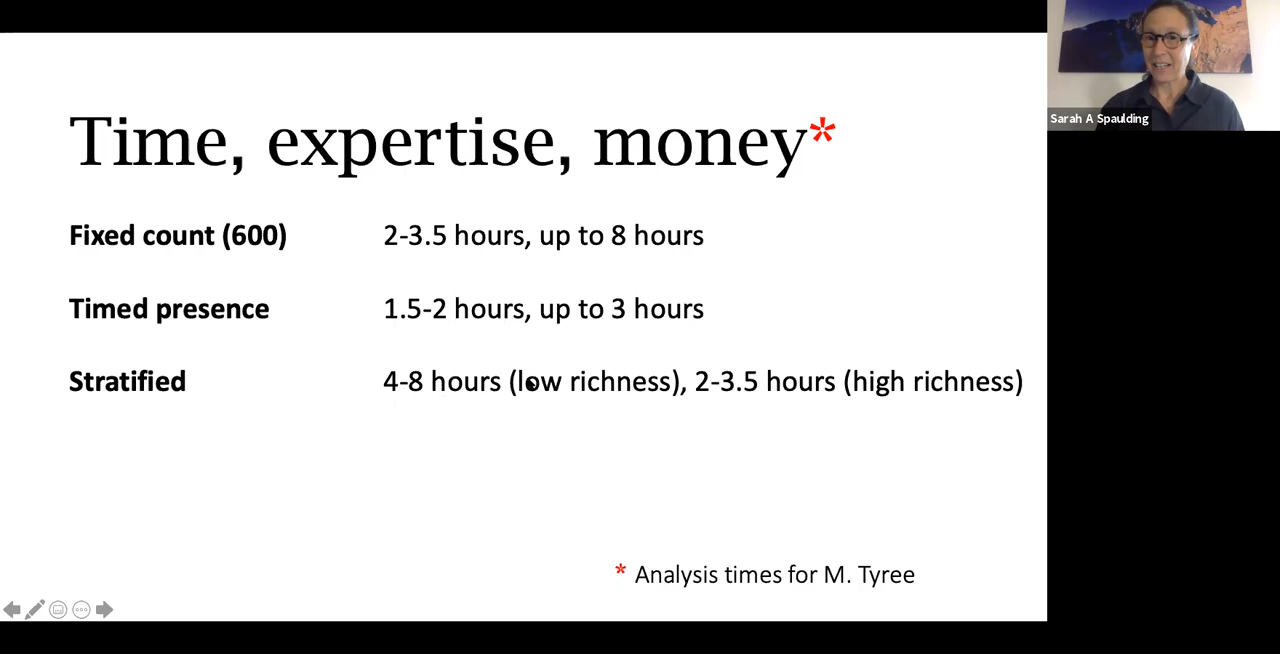 Time, expertise, money*
Fixed count (600) 2-3.5 hours, up to 8 hours
Timed presence 1.5-2 hours, up to 3 hours
Stratified 4-8 hours (low richness), 2-3.5 hours (high richness)
* Analysis times for M. Tyree
Sarah A Spaulding